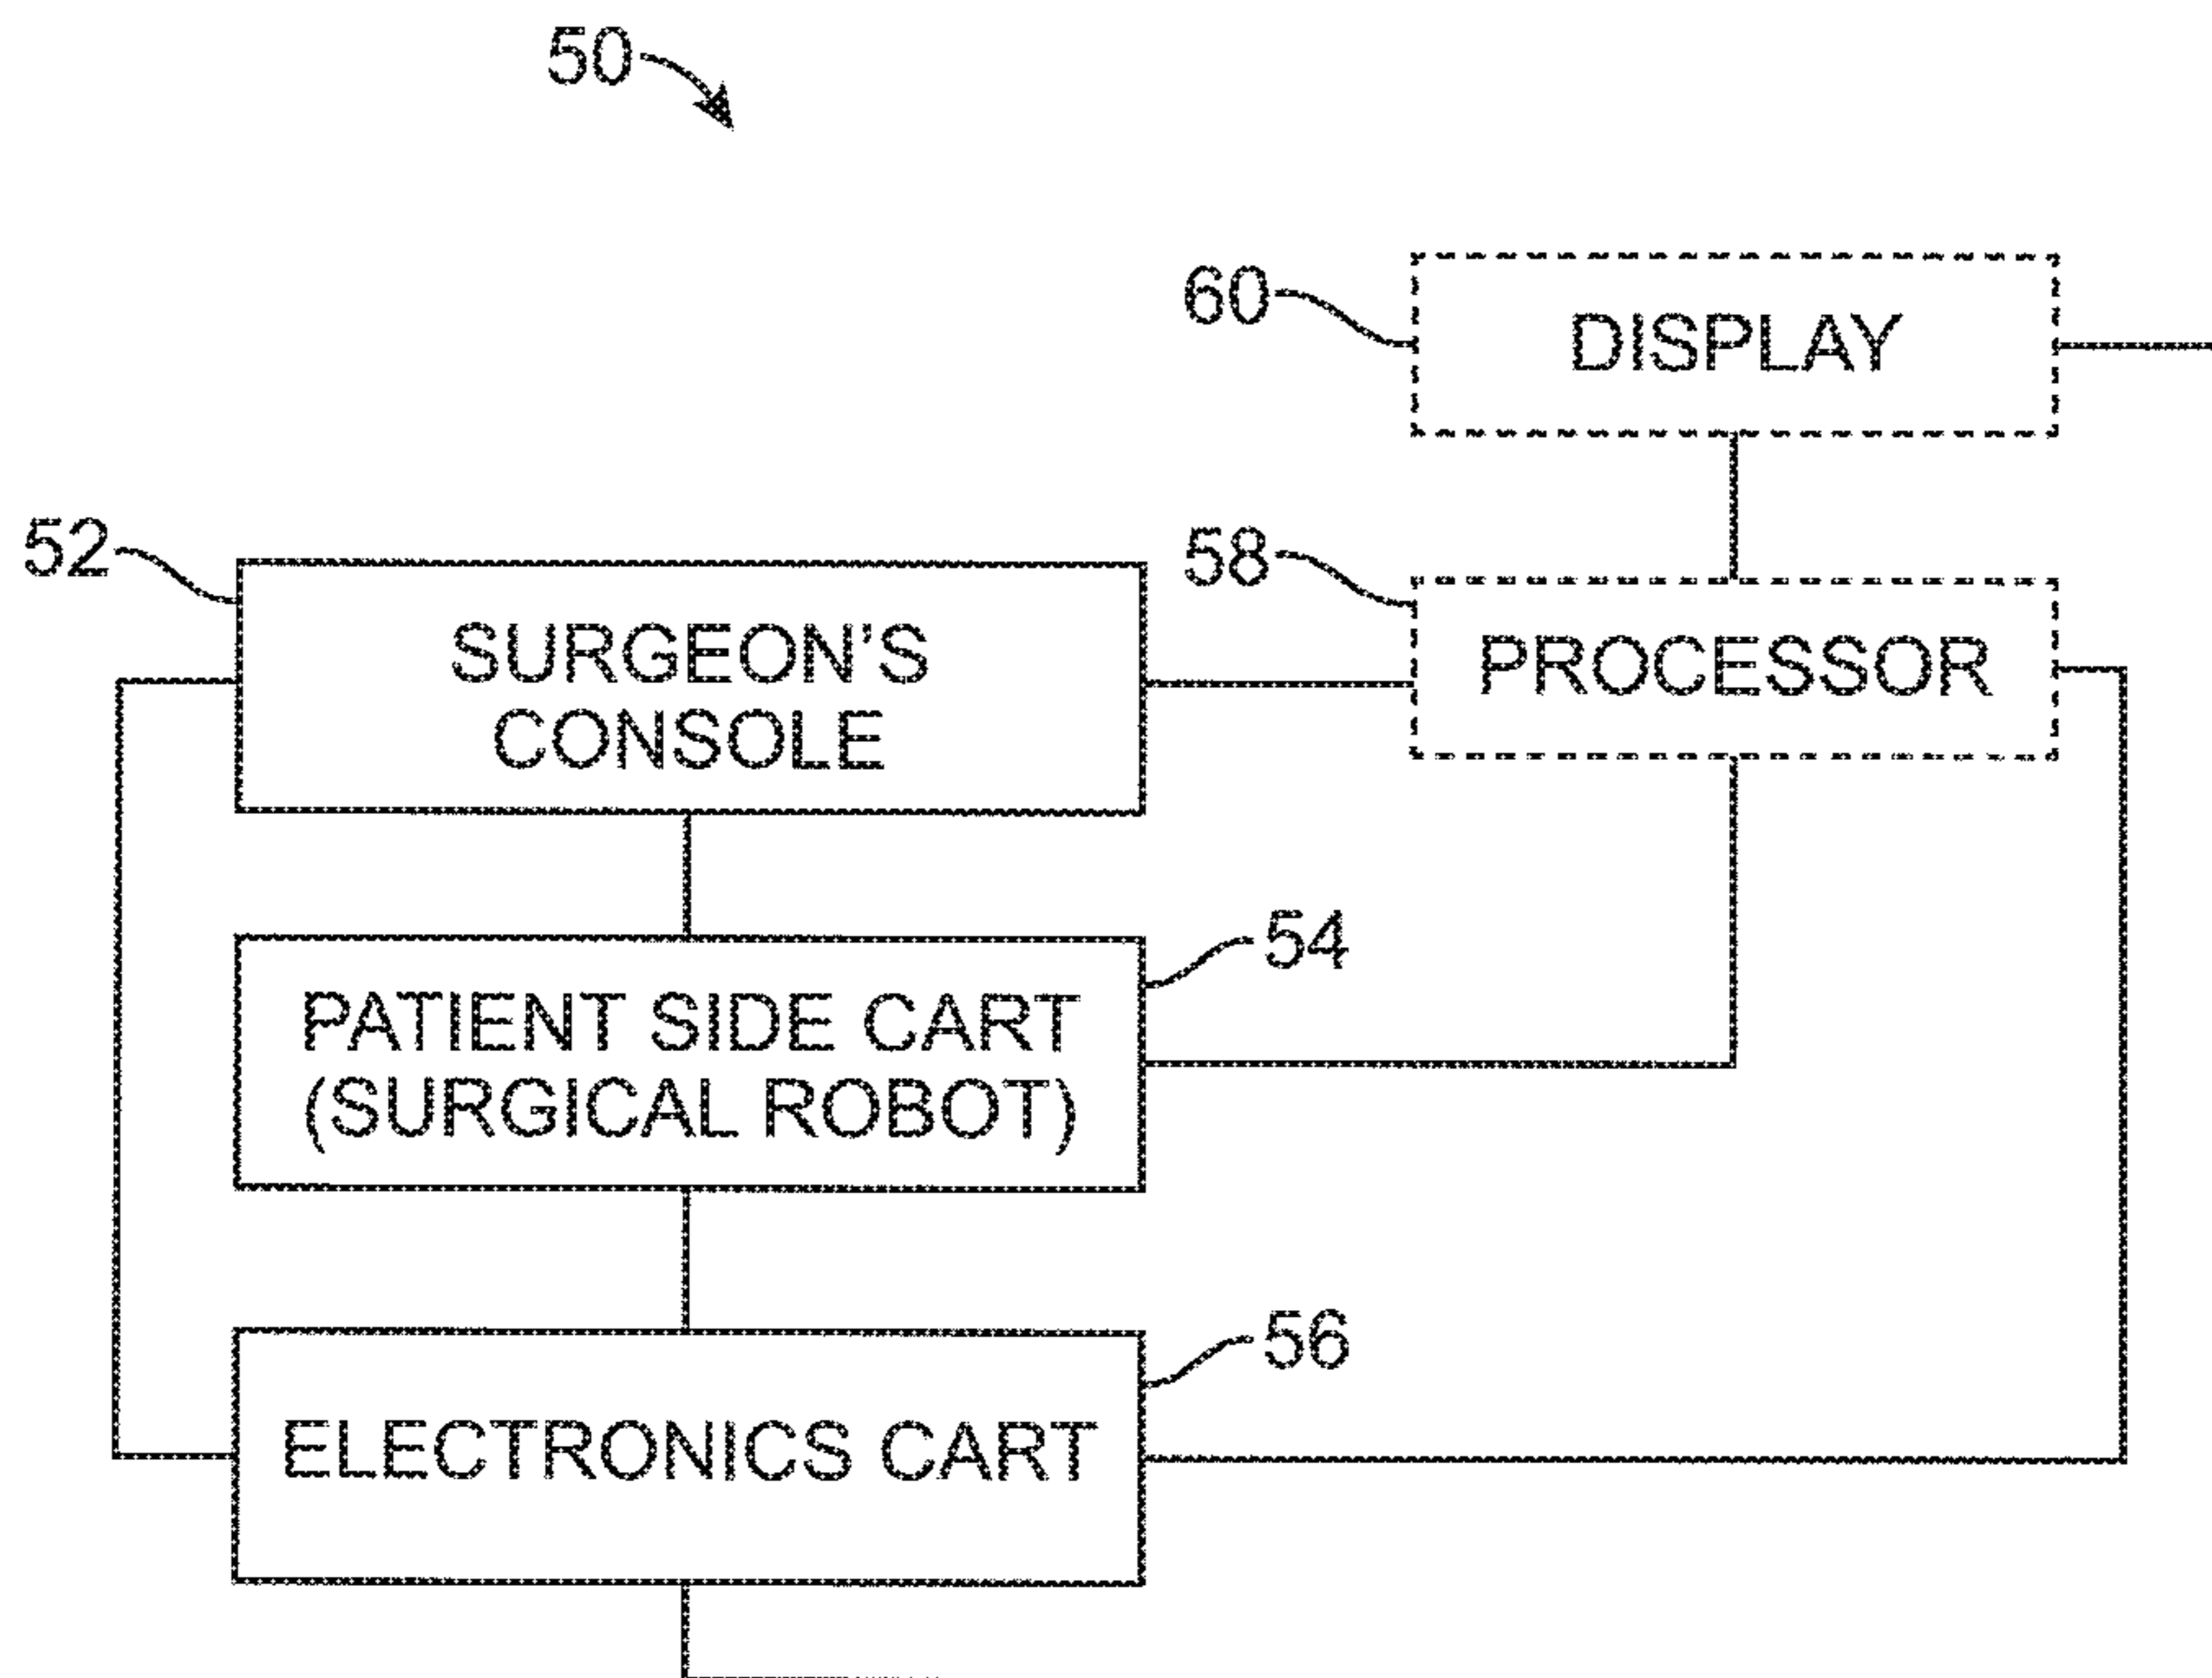 50
60
DISPLAY
52
58
SURGEON’S
CONSOLE
PROCESSOR
54
PATIENT SIDE CART
(SURGICAL ROBOT)
56
ELECTRONICS CART